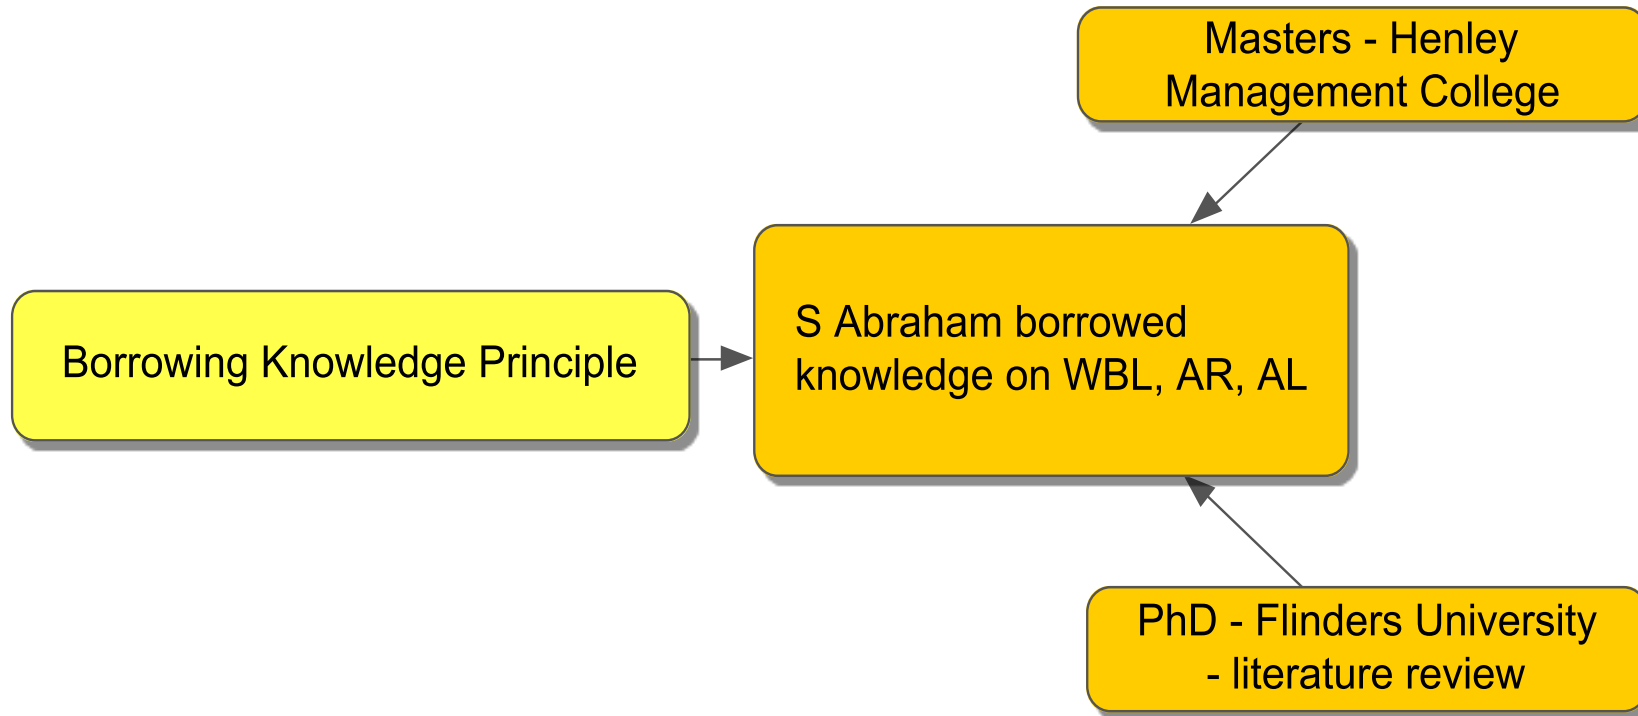 Masters - Henley
Management College
S Abraham borrowed
knowledge on WBL, AR, AL
Borrowing Knowledge Principle
PhD - Flinders University
- literature review